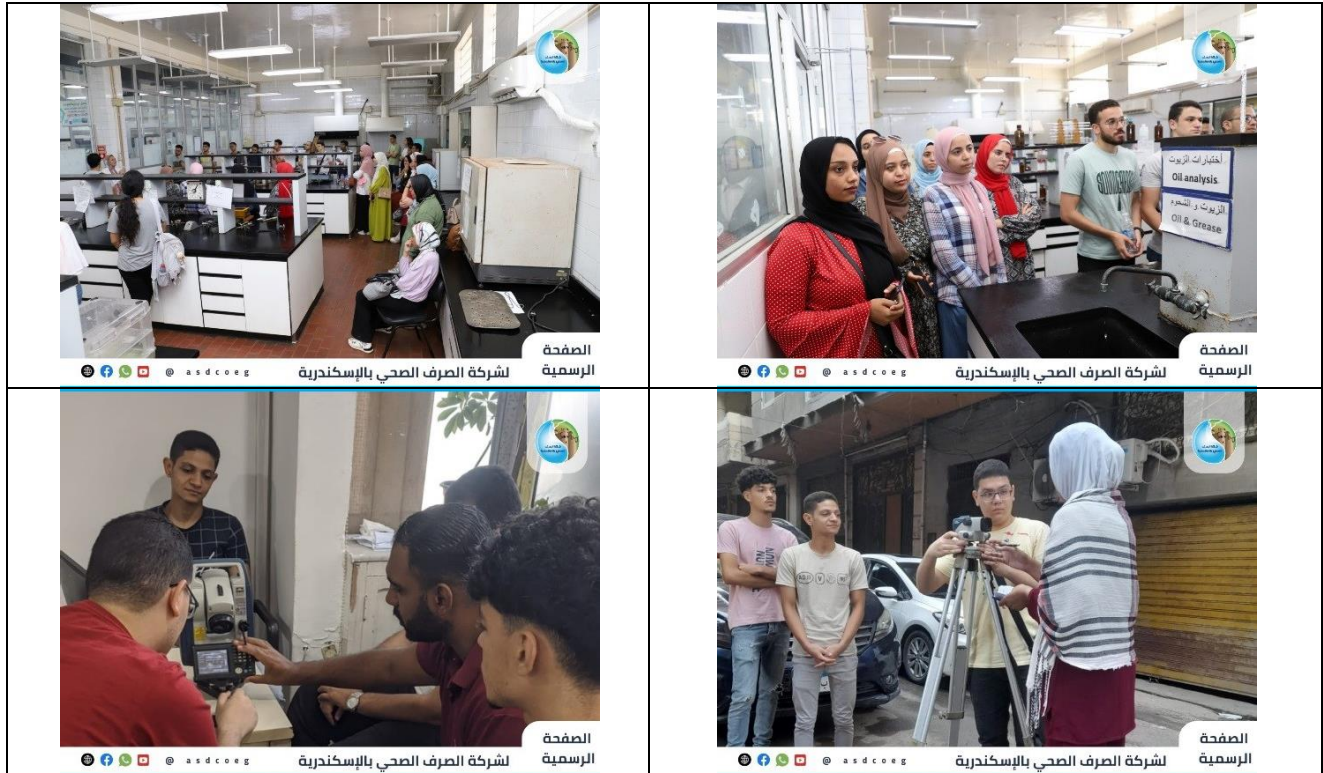 الصفحة
الرسمية
لشركة الصرف الصحي بالإسكندرية
@ asdcoeg
أختبارات الزيوت
Oil analysis.
الزيوت و الشحوم
Oil & Grease
الصفحة
الرسمية
لشركة الصرف الصحي بالإسكندرية
@ asdcoeg
الصفحة
الرسمية
لشركة الصرف الصحي بالإسكندرية
@ asdcoeg
الصفحة
الرسمية
لشركة الصرف الصحي بالإسكندرية
@ asdcoeg